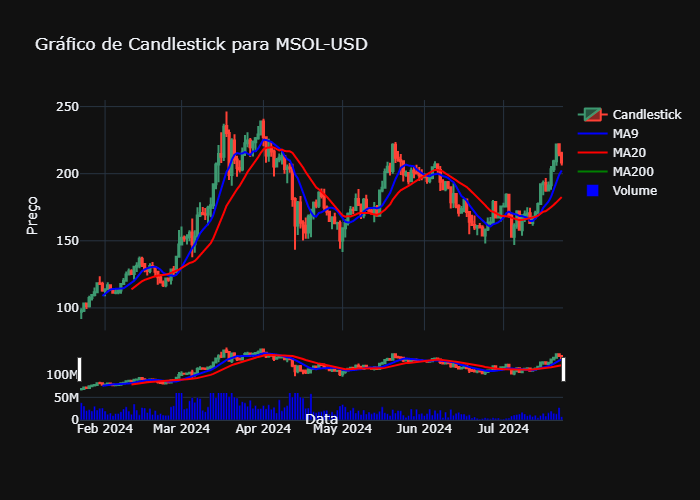 Gráfico de Candlestick para MSOL-USD
250
200
150
100
Preço
Candlestick
MA9
MA20
MA200
Volume
100M
50M
0
Feb 2024
Mar 2024
Apr 2024
May 2024
Jun 2024
Jul 2024
Data